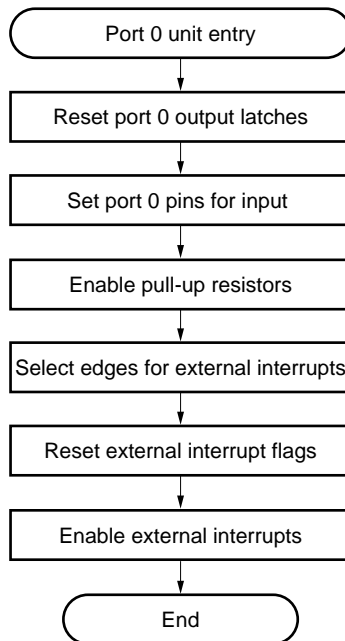 Port 0 unit entry
Reset port 0 output latches
Set port 0 pins for input
Enable pull-up resistors
Select edges for external interrupts
Reset external interrupt flags
Enable external interrupts
End